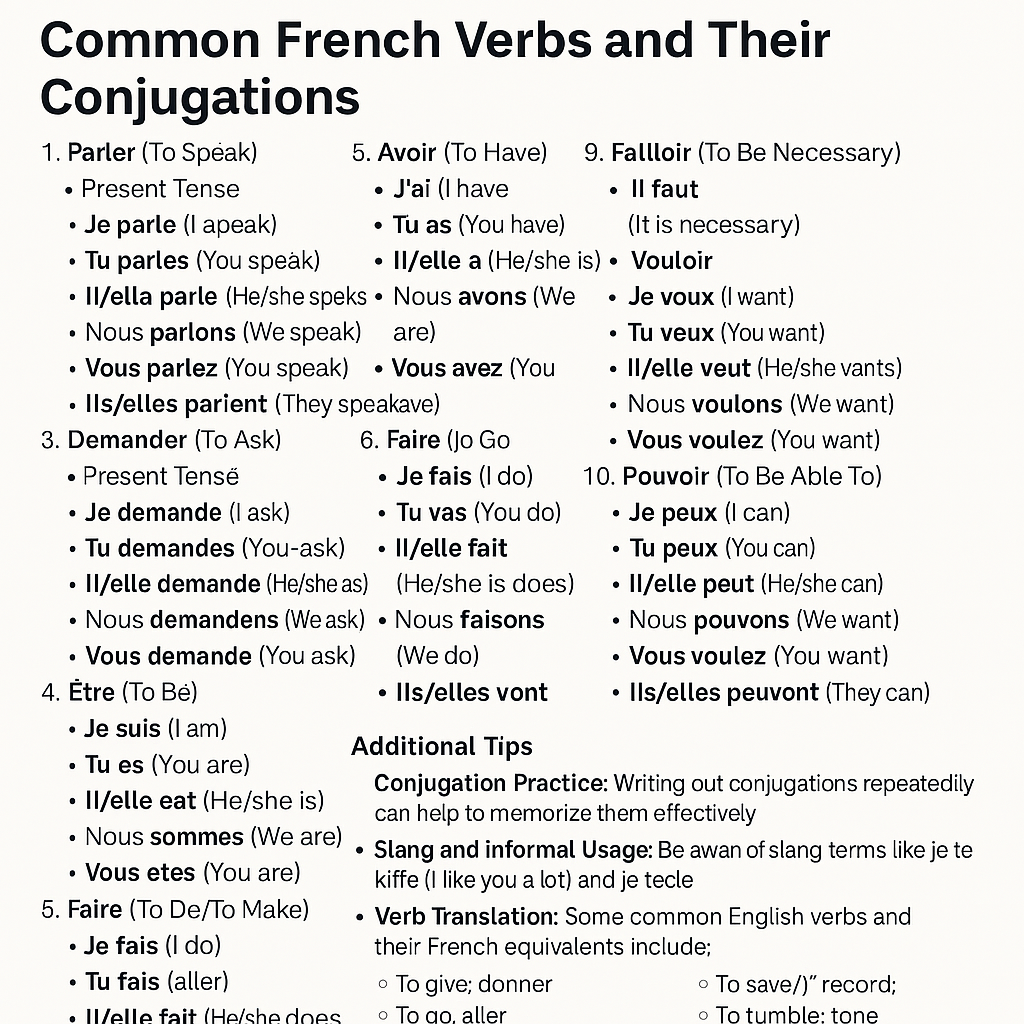 Common French Verbs and Their
Conjugations
1. Parler (To Spėak)
• Present Tense
• Je parle (I apeak)
• Tu parles (You speȧk)
• Il/ella parle (He/she speks
• Nous parlons (We speak)
• Vous parlez (You speak)
• IIs/elles parient (They speakave)
3. Demander (To Ask)
• Present Tensë
• Je demande (I ask)
• Tu demandes (You-ask)
• Il/elle demande (He/she as)
• Nous demandens (We ask)
• Vous demande (You ask)
4. Ėtre (To Bė)
• Je suis (I am)
• Tu es (You are)
• Il/elle eat (He/she is)
• Nous sommes (We are)
• Vous etes (You are)
5. Faire (To De/To Make)
• Je fais (I do)
• Tu fais (aller)
• Il/elle fait (He/she does
5. Avoir (To Have)
• J'ai (I have
• Tu as (You have)
• Il/elle a (He/she is)
• Nous avons (We
are)
• Vous avez (You
6. Faire (Jo Go
• Je fais (I do)
• Tu vas (You do)
• Il/elle fait
(He/she is does)
• Nous faisons
(We do)
• IIs/elles vont
9. Fallloir (To Be Necessary)
• Il faut
(It is necessary)
• Vouloir
• Je voux (I want)
• Tu veux (You want)
• Il/elle veut (He/she vants)
• Nous voulons (We want)
• Vous voulez (You want)
10. Pouvoir (To Be Able To)
• Je peux (I can)
• Tu peux (You can)
• Il/elle peut (He/she can)
• Nous pouvons (We want)
• Vous voulez (You want)
• IIs/elles peuvont (They can)
Additional Tips
Conjugation Practice: Writing out conjugations repeatedly
can help to memorize them effectively
• Slang and informal Usage: Be awan of slang terms like je te
kiffe (I like you a lot) and je tecle
• Verb Translation: Some common English verbs and
their French equivalents include;
○ To give; donner
○ To go, aller
○ To save/)″ record;
○ To tumble: tone